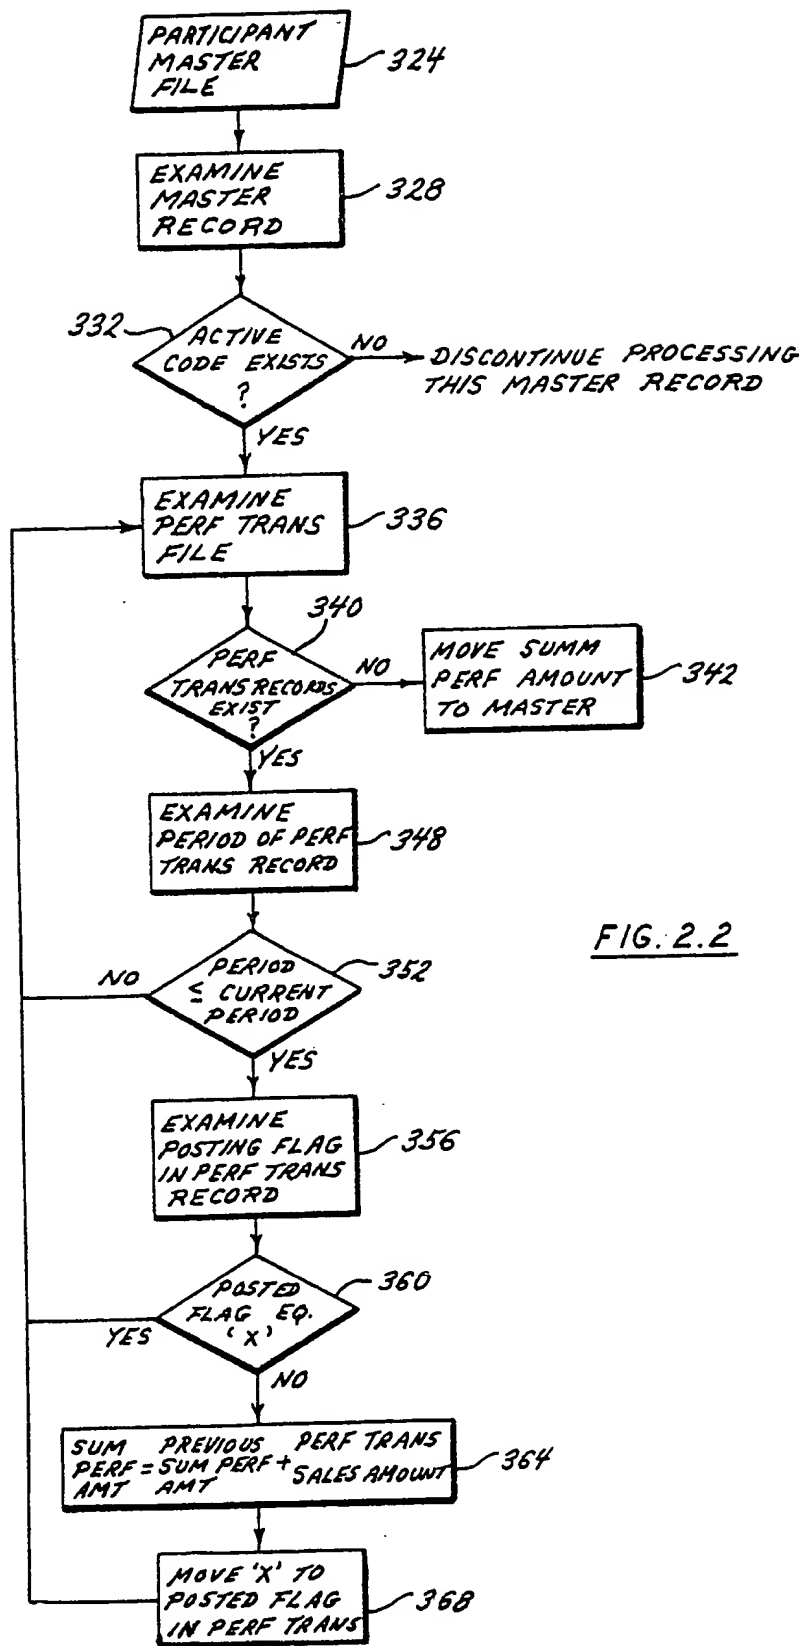 PARTICIPANT
MASTER
FILE
324
EXAMINE
MASTER
RECORD
328
332
ACTIVE
CODE EXISTS
?
NO
DISCONTINUE PROCESSING
THIS MASTER RECORD
YES
EXAMINE
PERF TRANS
FILE
336
340
PERF
TRANS RECORDS
EXIST
?
NO
MOVE SUMM
PERF AMOUNT
TO MASTER
342
YES
EXAMINE
PERIOD OF PERF
TRANS RECORD
348
FIG. 2.2
PERIOD
≤ CURRENT
PERIOD
352
NO
YES
EXAMINE
POSTING FLAG
IN PERF TRANS
RECORD
356
POSTED
FLAG EQ.
'X'
360
YES
NO
SUM PREVIOUS PERF TRANS
PERF = SUM PERF + SALES AMOUNT
AMT AMT
364
MOVE 'X' TO
POSTED FLAG
IN PERF TRANS
368